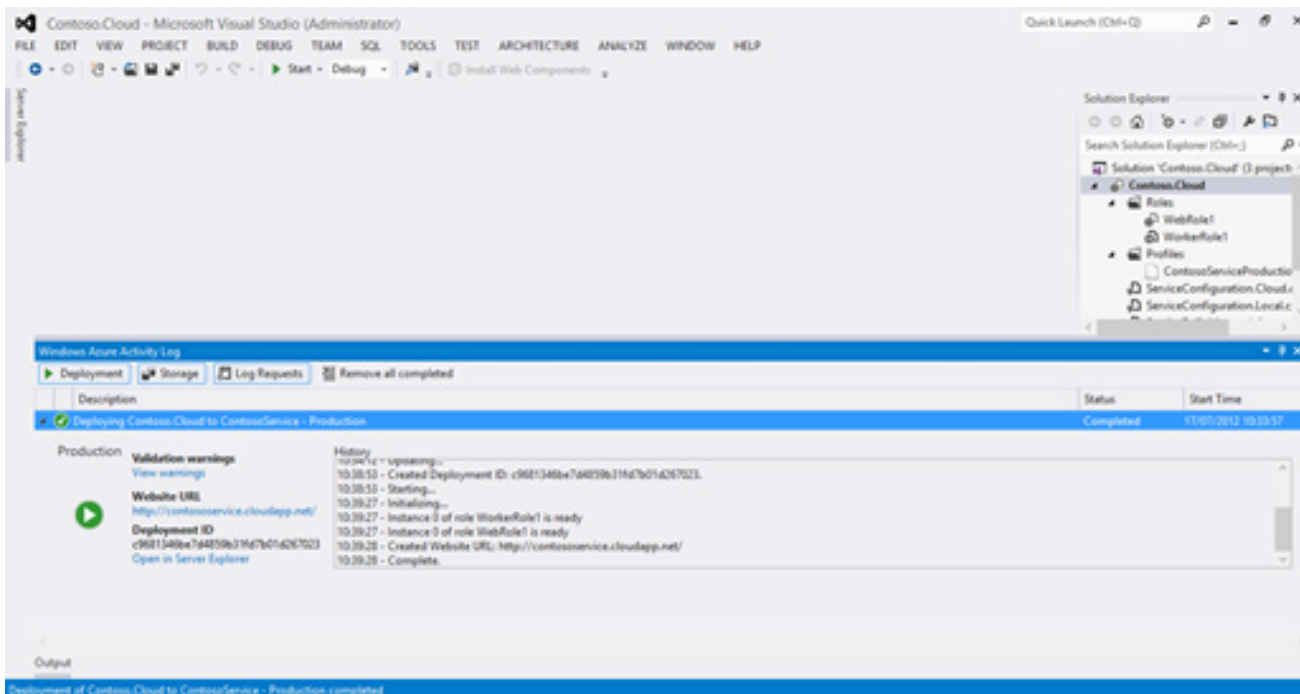 Contoso.Cloud - Microsoft Visual Studio (Administrator)
Quick Launch (Ctrl+Q)
FILE EDIT VIEW PROJECT BUILD DEBUG TEAM SQL TOOLS TEST ARCHITECTURE ANALYZE WINDOW HELP
Start Debug Install Web Components
Server Explorer
Solution Explorer
Search Solution Explorer (Ctrl+;)
Solution 'Contoso.Cloud' (3 project
Contoso.Cloud
Roles
WebRole1
WorkerRole1
Profiles
ContosoServiceProductio
ServiceConfiguration.Cloud.c
ServiceConfiguration.Local.c
Windows Azure Activity Log
Deployment Storage Log Requests Remove all completed
Description Status Start Time
Deploying Contoso.Cloud to ContosoService - Production Completed 17/07/2012 10:33:57
Production
Validation warnings
View warnings
Website URL
http://contososervice.cloudapp.net/
Deployment ID
Open in Server Explorer
History
10:38:53 - Created Deployment ID:
10:38:53 - Starting...
10:39:27 - Initializing...
10:39:27 - Instance 0 of role WorkerRole1 is ready
10:39:27 - Instance 0 of role WebRole1 is ready
10:39:28 - Created Website URL: http://contososervice.cloudapp.net/
10:39:28 - Complete.
Output
Deployment of Contoso.Cloud to ContosoService - Production completed